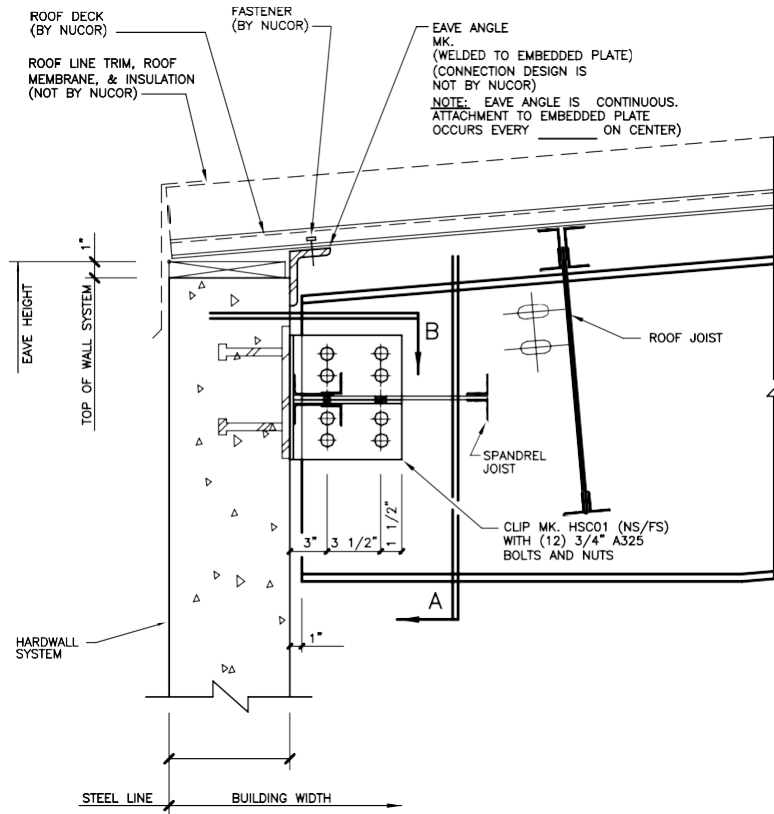 ROOF DECK
(BY NUCOR)
ROOF LINE TRIM, ROOF
MEMBRANE, & INSULATION
(NOT BY NUCOR)
FASTENER
(BY NUCOR)
EAVE ANGLE
MK.
(WELDED TO EMBEDDED PLATE)
(CONNECTION DESIGN IS
NOT BY NUCOR)
NOTE: EAVE ANGLE IS CONTINUOUS.
ATTACHMENT TO EMBEDDED PLATE
OCCURS EVERY ________ ON CENTER)
1"
EAVE HEIGHT
TOP OF WALL SYSTEM
B
ROOF JOIST
SPANDREL
JOIST
CLIP MK. HSC01 (NS/FS)
WITH (12) 3/4" A325
BOLTS AND NUTS
3"
3 1/2"
1 1/2"
A
1"
HARDWALL
SYSTEM
STEEL LINE
BUILDING WIDTH